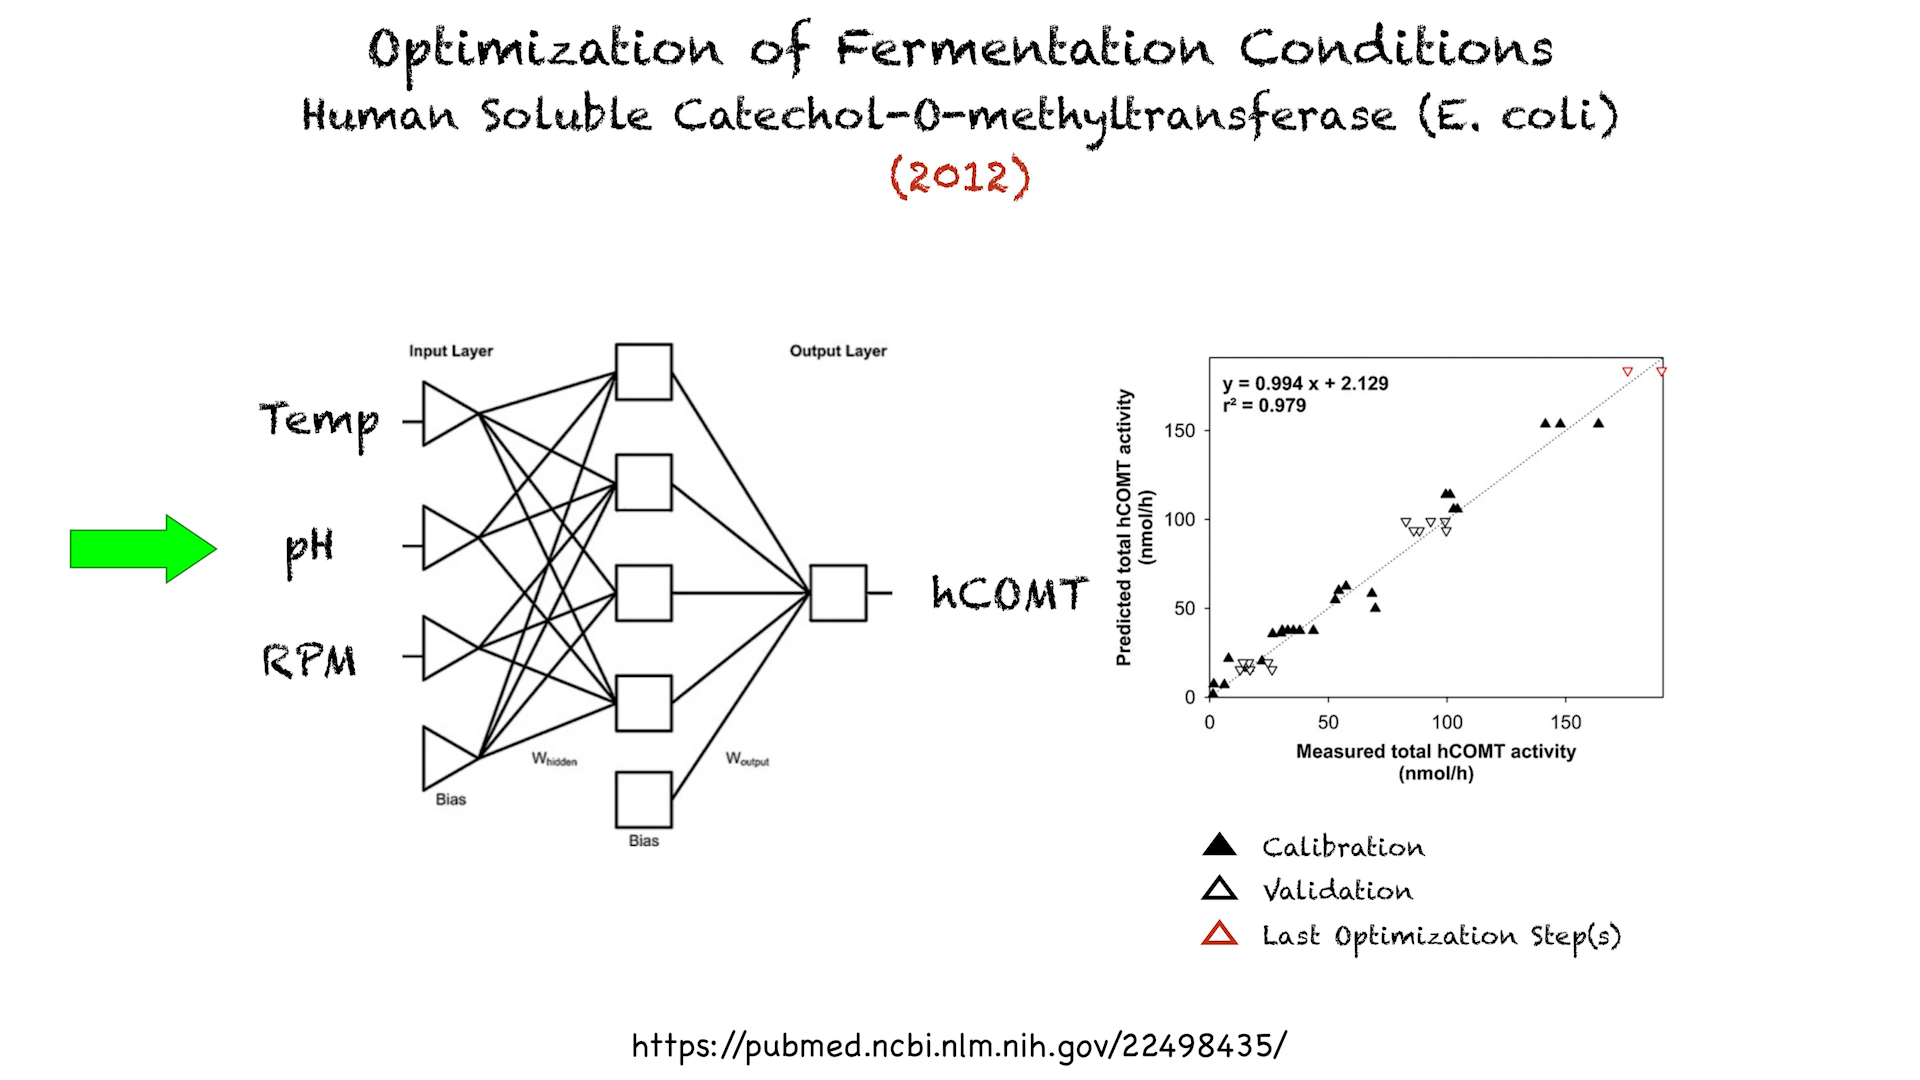 Optimization of Fermentation Conditions
Human Soluble Catechol-O-methyltransferase (E. coli)
(2012)
Input Layer
Output Layer
Temp
pH
RPM
Bias
Whidden
Woutput
Bias
hCOMT
y = 0.994 x + 2.129
r² = 0.979
Predicted total hCOMT activity
(nmol/h)
150
100
50
0
0 50 100 150
Measured total hCOMT activity
(nmol/h)
Calibration
Validation
Last Optimization Step(s)
https://pubmed.ncbi.nlm.nih.gov/22498435/